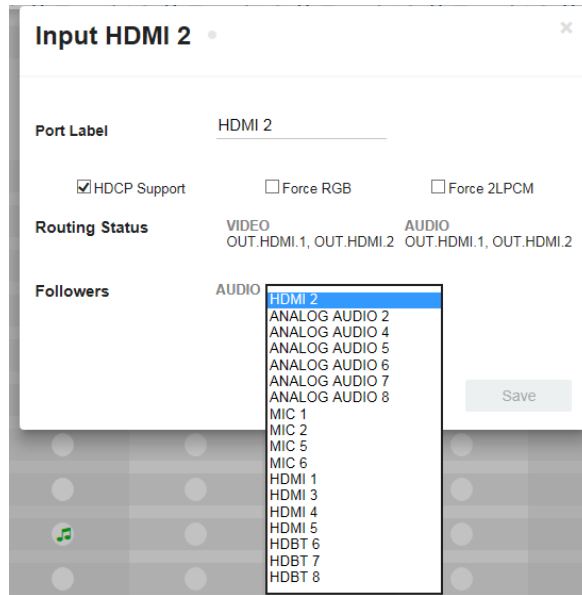 Input HDMI 2
×
Port Label
HDMI 2
HDCP Support
Force RGB
Force 2LPCM
Routing Status
VIDEO
AUDIO
OUT.HDMI.1, OUT.HDMI.2
OUT.HDMI.1, OUT.HDMI.2
Followers
AUDIO
HDMI 2
ANALOG AUDIO 2
ANALOG AUDIO 4
ANALOG AUDIO 5
ANALOG AUDIO 6
ANALOG AUDIO 7
ANALOG AUDIO 8
MIC 1
MIC 2
MIC 5
MIC 6
HDMI 1
HDMI 3
HDMI 4
HDMI 5
HDBT 6
HDBT 7
HDBT 8
Save